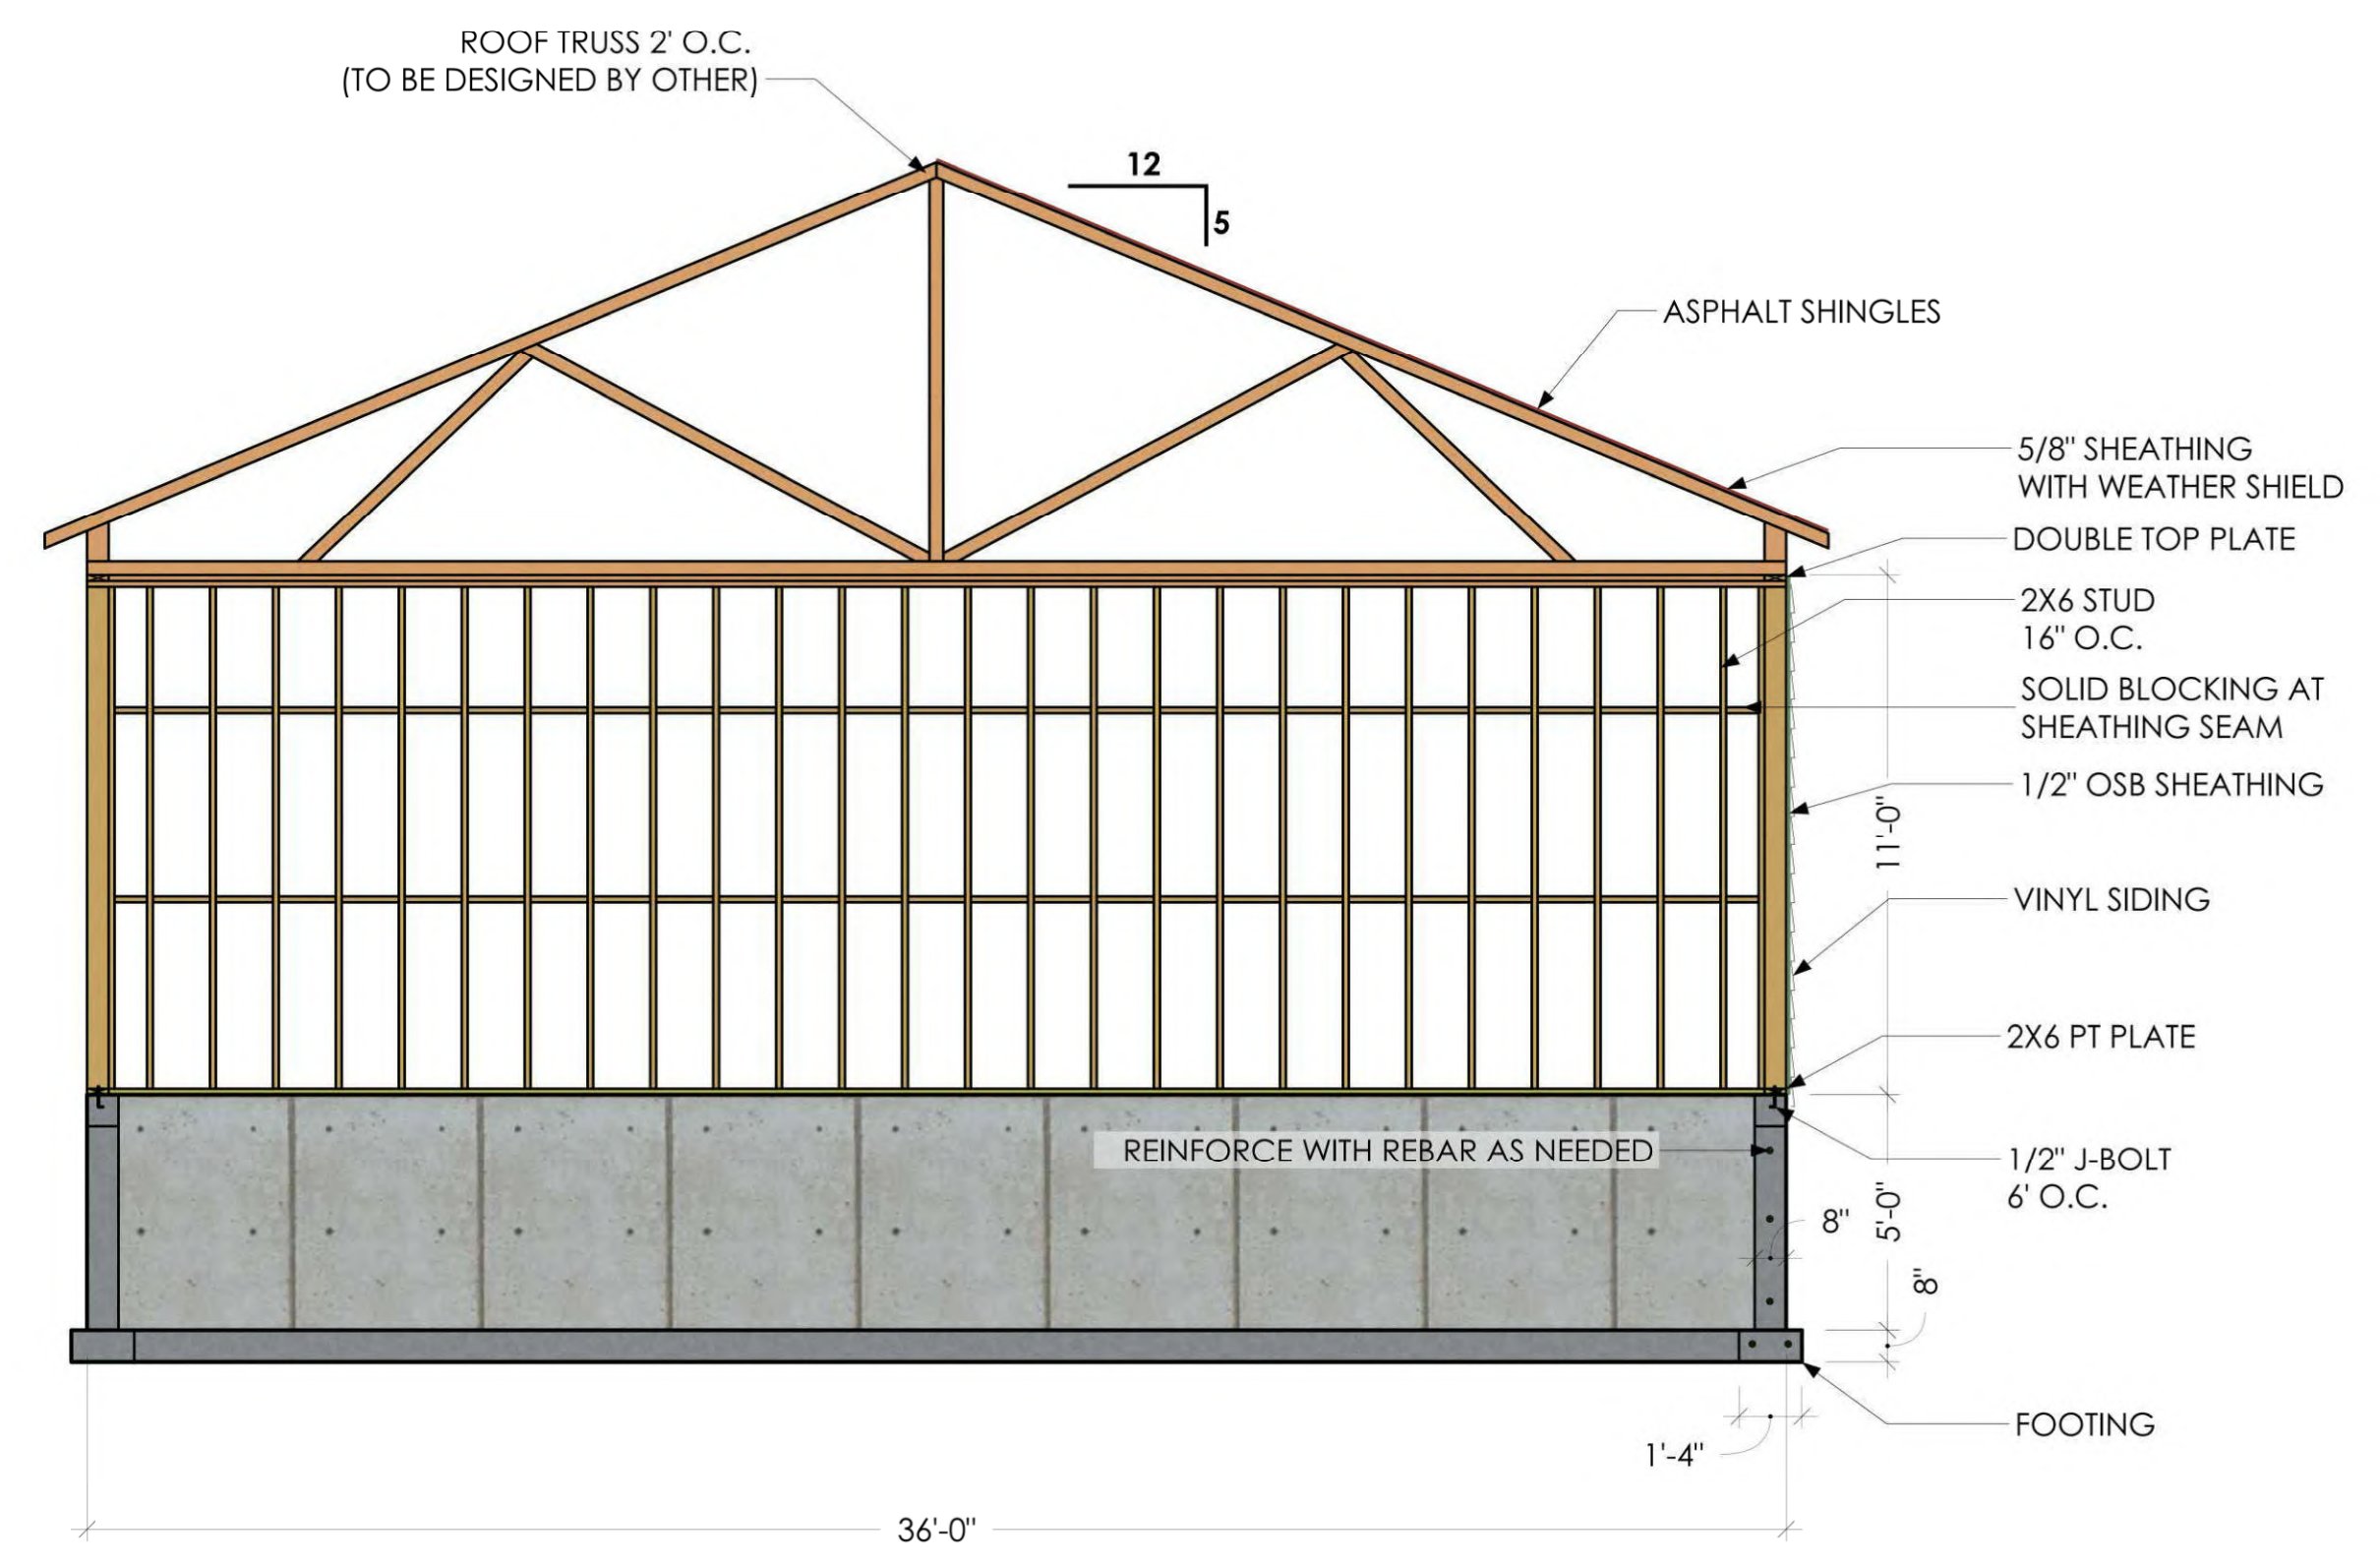 ROOF TRUSS 2' O.C.
(TO BE DESIGNED BY OTHER)
12
5
ASPHALT SHINGLES
5/8" SHEATHING
WITH WEATHER SHIELD
DOUBLE TOP PLATE
2X6 STUD
16" O.C.
SOLID BLOCKING AT
SHEATHING SEAM
1/2" OSB SHEATHING
11'-0"
VINYL SIDING
2X6 PT PLATE
REINFORCE WITH REBAR AS NEEDED
1/2" J-BOLT
6' O.C.
8"
5'-0"
8"
FOOTING
1'-4"
36'-0"